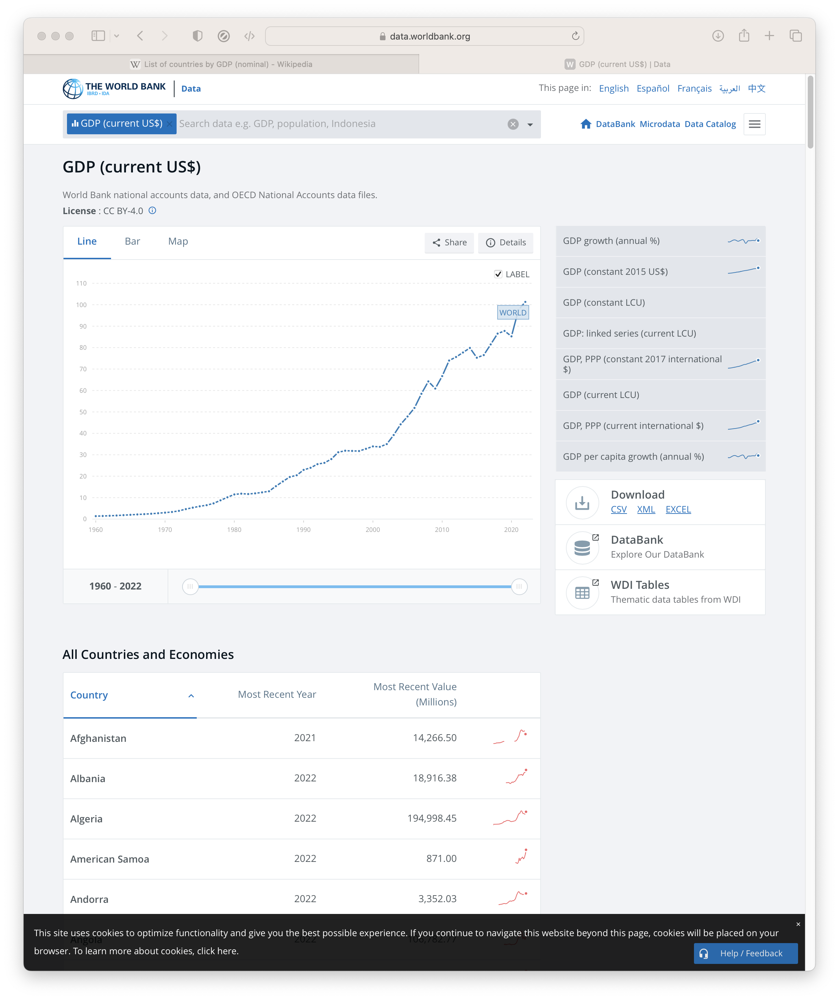 data.worldbank.org
W List of countries by GDP (nominal) - Wikipedia
W GDP (current US$) | Data
THE WORLD BANK
IBRD • IDA
Data
This page in: English Español Français العربية 中文
GDP (current US$) × Search data e.g. GDP, population, Indonesia
DataBank Microdata Data Catalog
GDP (current US$)
World Bank national accounts data, and OECD National Accounts data files.
License : CC BY-4.0
Line Bar Map
Share Details
LABEL
110
100
90
80
70
60
50
40
30
20
10
0
WORLD
1960 1970 1980 1990 2000 2010 2020
1960 - 2022
GDP growth (annual %)
GDP (constant 2015 US$)
GDP (constant LCU)
GDP: linked series (current LCU)
GDP, PPP (constant 2017 international
$)
GDP (current LCU)
GDP, PPP (current international $)
GDP per capita growth (annual %)
Download
CSV XML EXCEL
DataBank
Explore Our DataBank
WDI Tables
Thematic data tables from WDI
All Countries and Economies
Country Most Recent Year Most Recent Value
(Millions)
Afghanistan 2021 14,266.50
Albania 2022 18,916.38
Algeria 2022 194,998.45
American Samoa 2022 871.00
Andorra 2022 3,352.03
Angola 2022 106,782.77
This site uses cookies to optimize functionality and give you the best possible experience. If you continue to navigate this website beyond this page, cookies will be placed on your
browser. To learn more about cookies, click here.
×
Help / Feedback